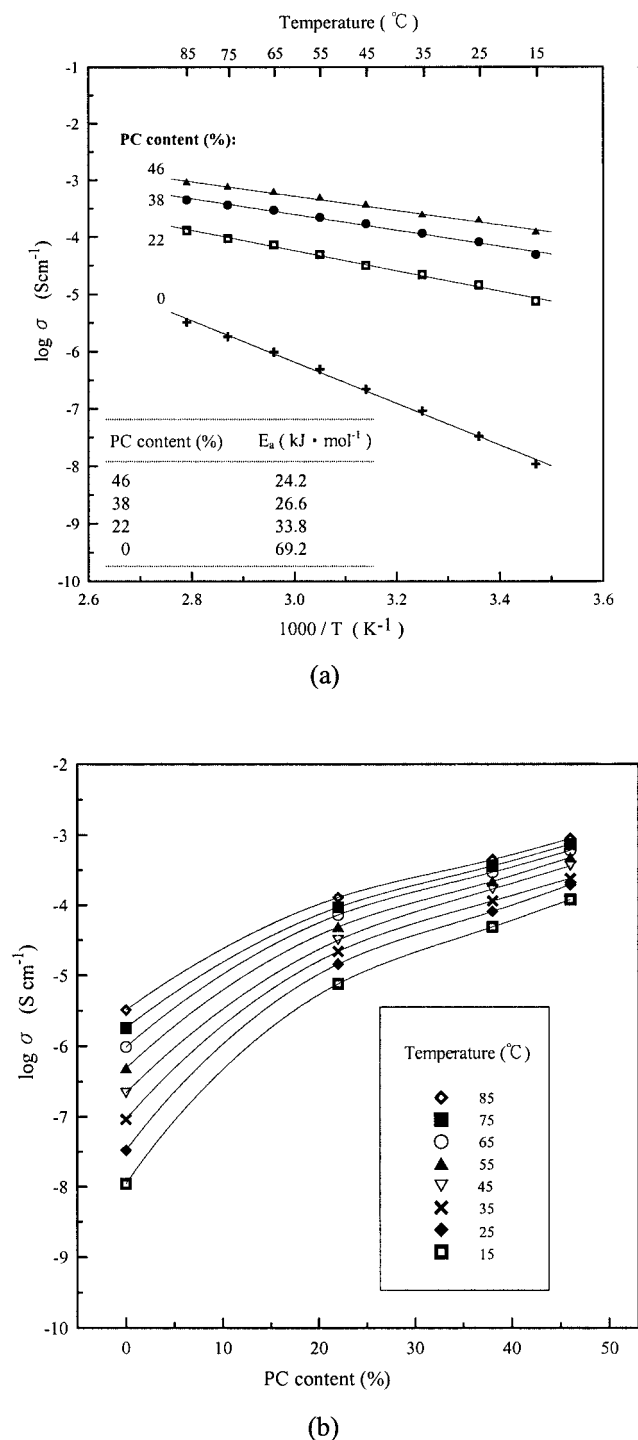 Temperature ( °C)
85 75 65 55 45 35 25 15
-1
-2
PC content (%):
46
-3
38
-4
22
log σ (Scm⁻¹)
-5
0
-6
-7
PC content (%) Eₐ ( kJ · mol⁻¹)
-8
46 24.2
38 26.6
22 33.8
-9
0 69.2
-10
2.6 2.8 3.0 3.2 3.4 3.6
1000 / T ( K⁻¹)
(a)
-2
-3
-4
log σ (S cm⁻¹)
-5
-6
-7
-8
-9
-10
Temperature (°C)
85
75
65
55
45
35
25
15
0 10 20 30 40 50
PC content (%)
(b)